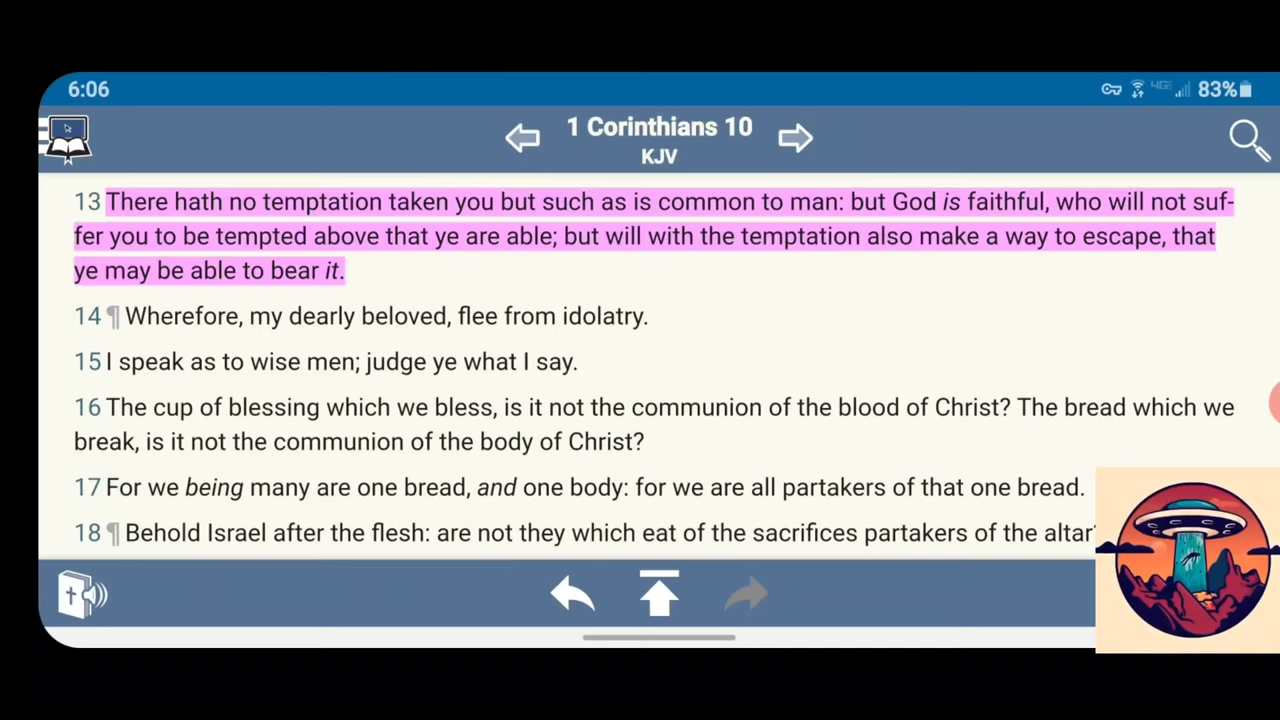 6:06
4GE 83%
1 Corinthians 10
KJV
13 There hath no temptation taken you but such as is common to man: but God is faithful, who will not suf-
fer you to be tempted above that ye are able; but will with the temptation also make a way to escape, that
ye may be able to bear it.
14 ¶ Wherefore, my dearly beloved, flee from idolatry.
15 I speak as to wise men; judge ye what I say.
16 The cup of blessing which we bless, is it not the communion of the blood of Christ? The bread which we
break, is it not the communion of the body of Christ?
17 For we being many are one bread, and one body: for we are all partakers of that one bread.
18 ¶ Behold Israel after the flesh: are not they which eat of the sacrifices partakers of the altar?